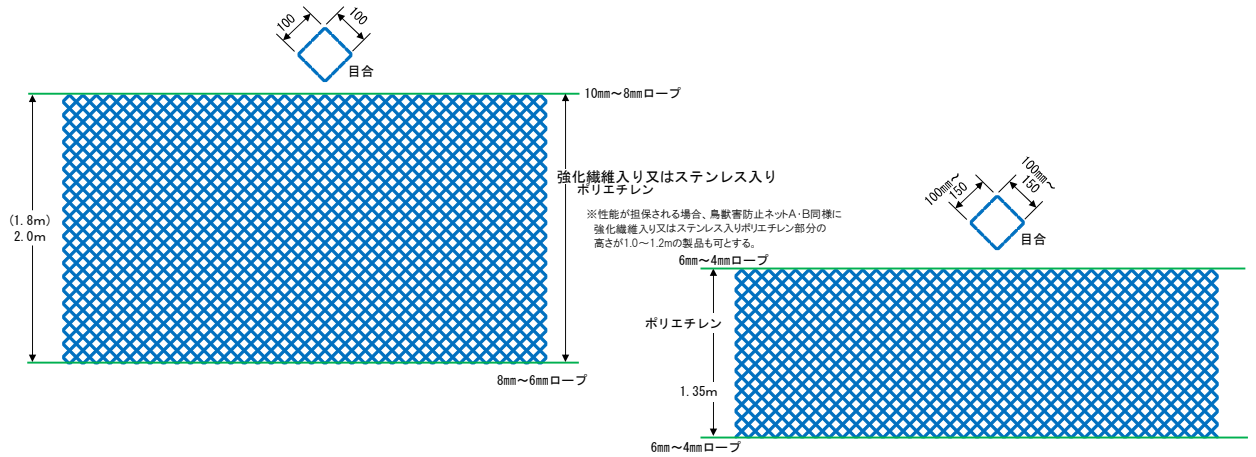 100
100
目合
10㎜～8㎜ロープ
(1.8m)
2.0m
強化繊維入り又はステンレス入り
ポリエチレン
※性能が担保される場合、鳥獣害防止ネットA・B同様に
強化繊維入り又はステンレス入りポリエチレン部分の
高さが1.0～1.2mの製品も可とする。
8㎜～6㎜ロープ
100㎜～
150
100㎜～
150
目合
6㎜～4㎜ロープ
ポリエチレン
1.35m
6㎜～4㎜ロープ